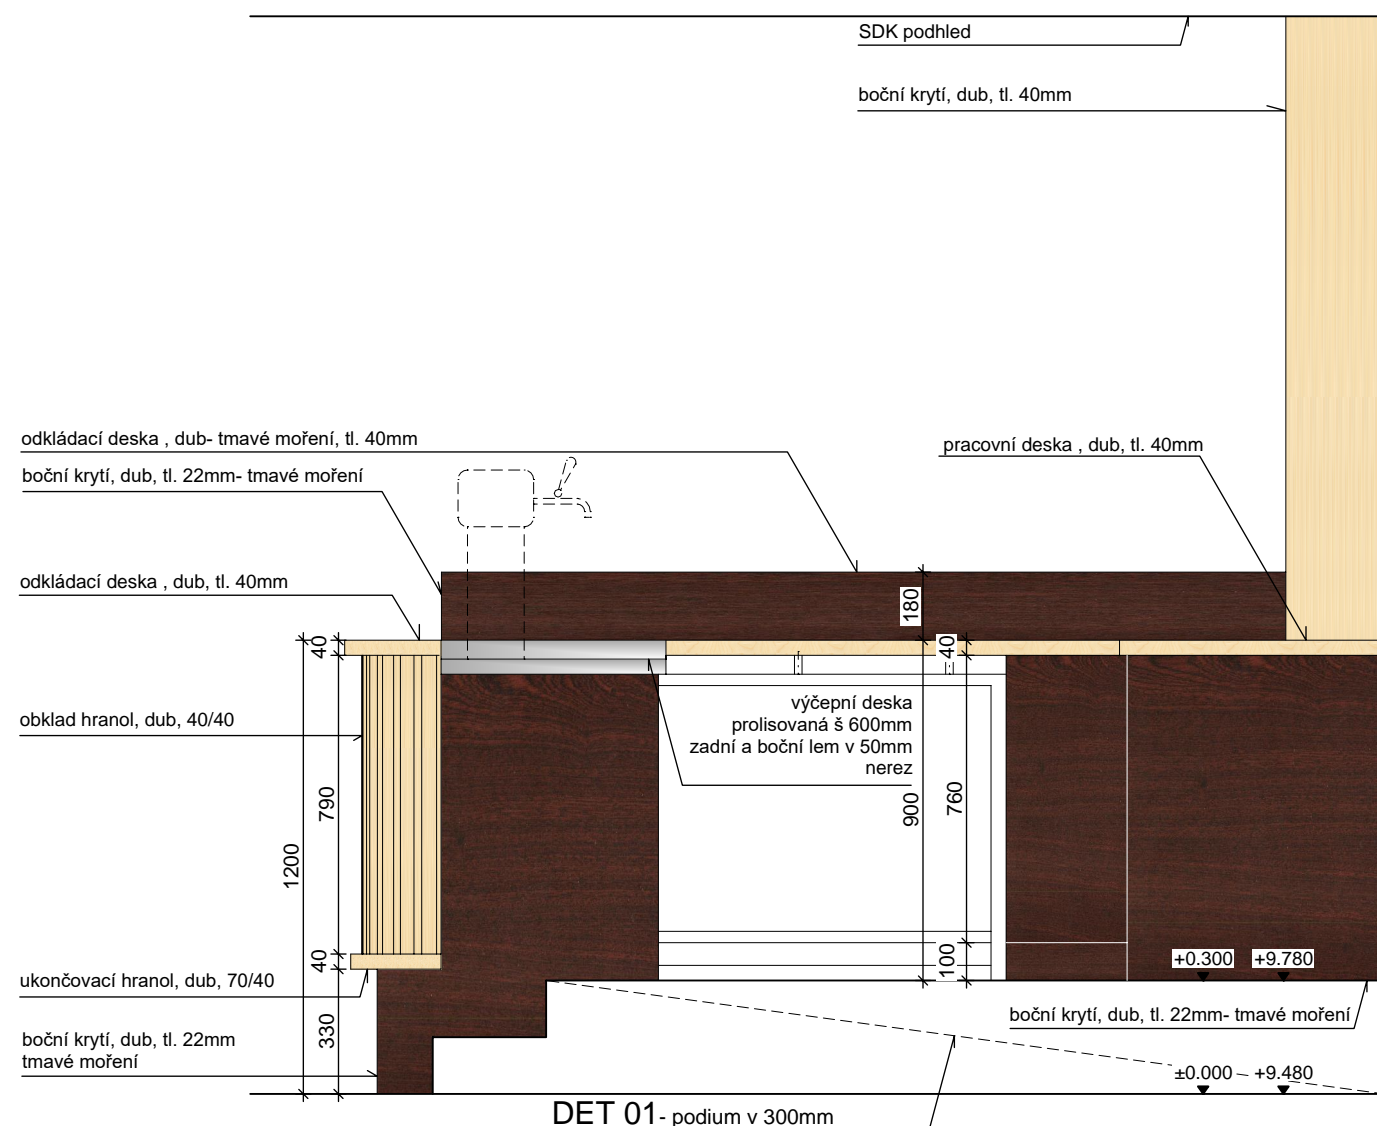 SDK podhled
boční krytí, dub, tl. 40mm
odkládací deska , dub- tmavé moření, tl. 40mm
pracovní deska , dub, tl. 40mm
boční krytí, dub, tl. 22mm- tmavé moření
odkládací deska , dub, tl. 40mm
180
40
40
obklad hranol, dub, 40/40
výčepní deska
prolisovaná š 600mm
zadní a boční lem v 50mm
nerez
790
900
760
1200
40
100
+0.300 +9.780
ukončovací hranol, dub, 70/40
boční krytí, dub, tl. 22mm- tmavé moření
330
boční krytí, dub, tl. 22mm
tmavé moření
±0.000 +9.480
DET 01- podium v 300mm